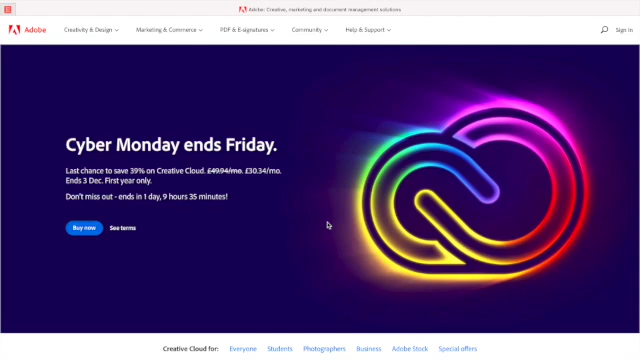 Adobe: Creative, marketing and document management solutions
Adobe
Creativity & Design
Marketing & Commerce
PDF & E-signatures
Community
Help & Support
Sign In
Cyber Monday ends Friday.
Last chance to save 39% on Creative Cloud. £49.94/mo. £30.34/mo.
Ends 3 Dec. First year only.
Don't miss out - ends in 1 day, 9 hours 35 minutes!
Buy now
See terms
Creative Cloud for:
Everyone
Students
Photographers
Business
Adobe Stock
Special offers